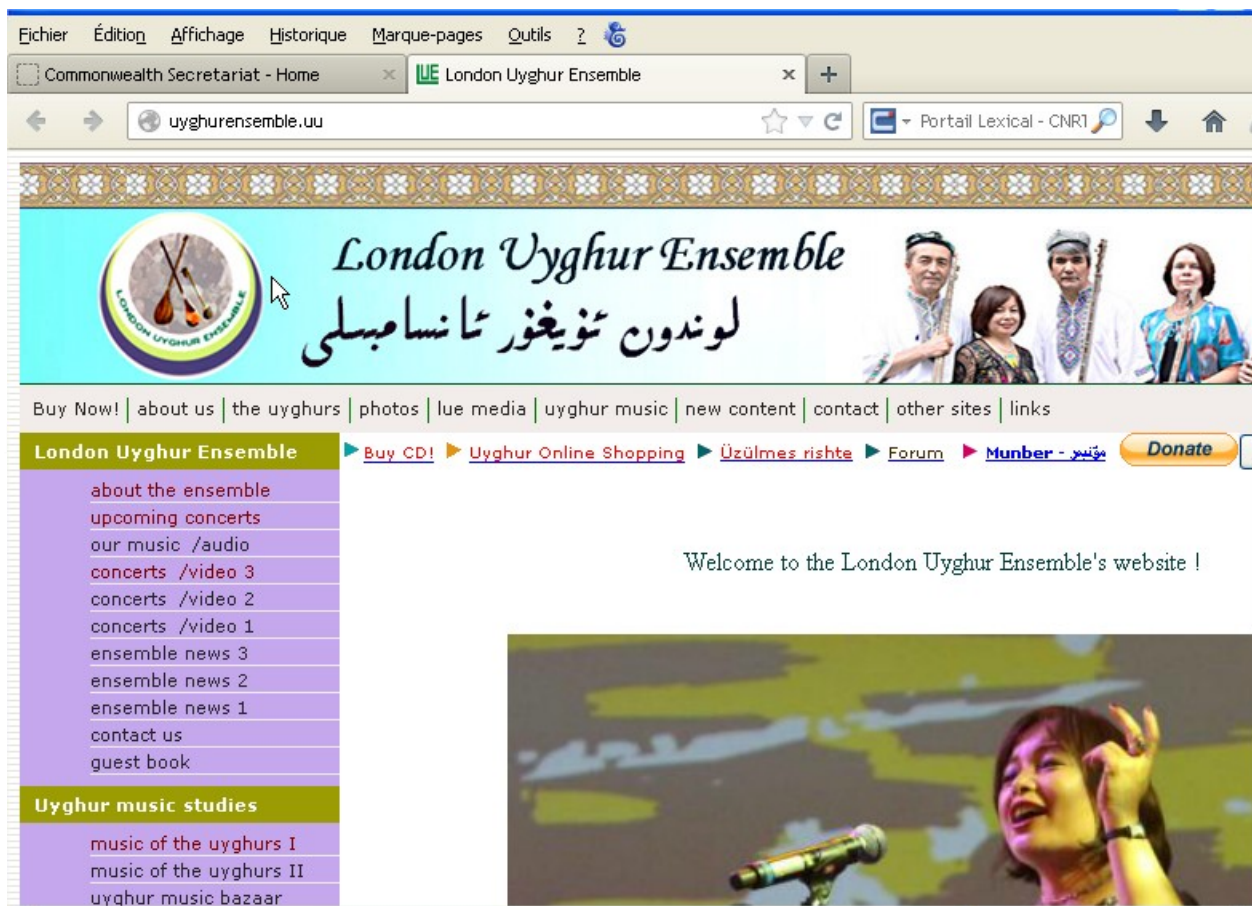 Fichier Édition Affichage Historique Marque-pages Outils ?
Commonwealth Secretariat - Home London Uyghur Ensemble
uyghurensemble.uu Portail Lexical - CNRT
London Uyghur Ensemble
لوندون ئۇيغۇر ئانسامبىلى
LONDON UYGHUR ENSEMBLE
Buy Now! about us the uyghurs photos lue media uyghur music new content contact other sites links
London Uyghur Ensemble
Buy CD! Uyghur Online Shopping Üzülmes rishte Forum Munber - مۇنبەر Donate
about the ensemble
upcoming concerts
our music /audio
concerts /video 3
concerts /video 2
concerts /video 1
ensemble news 3
ensemble news 2
ensemble news 1
contact us
guest book
Welcome to the London Uyghur Ensemble's website !
Uyghur music studies
music of the uyghurs I
music of the uyghurs II
uyghur music bazaar